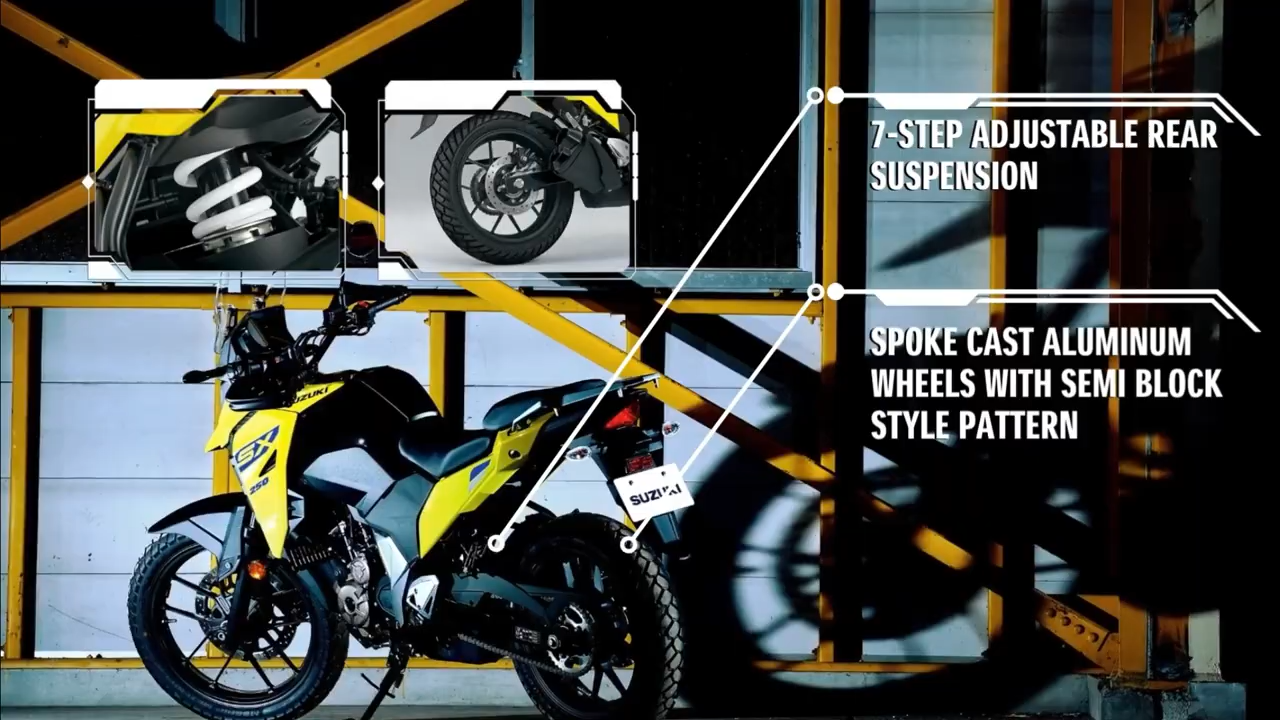 7-STEP ADJUSTABLE REAR
SUSPENSION
SPOKE CAST ALUMINUM
WHEELS WITH SEMI BLOCK
STYLE PATTERN
SUZUKI
SX
250
SUZUKI